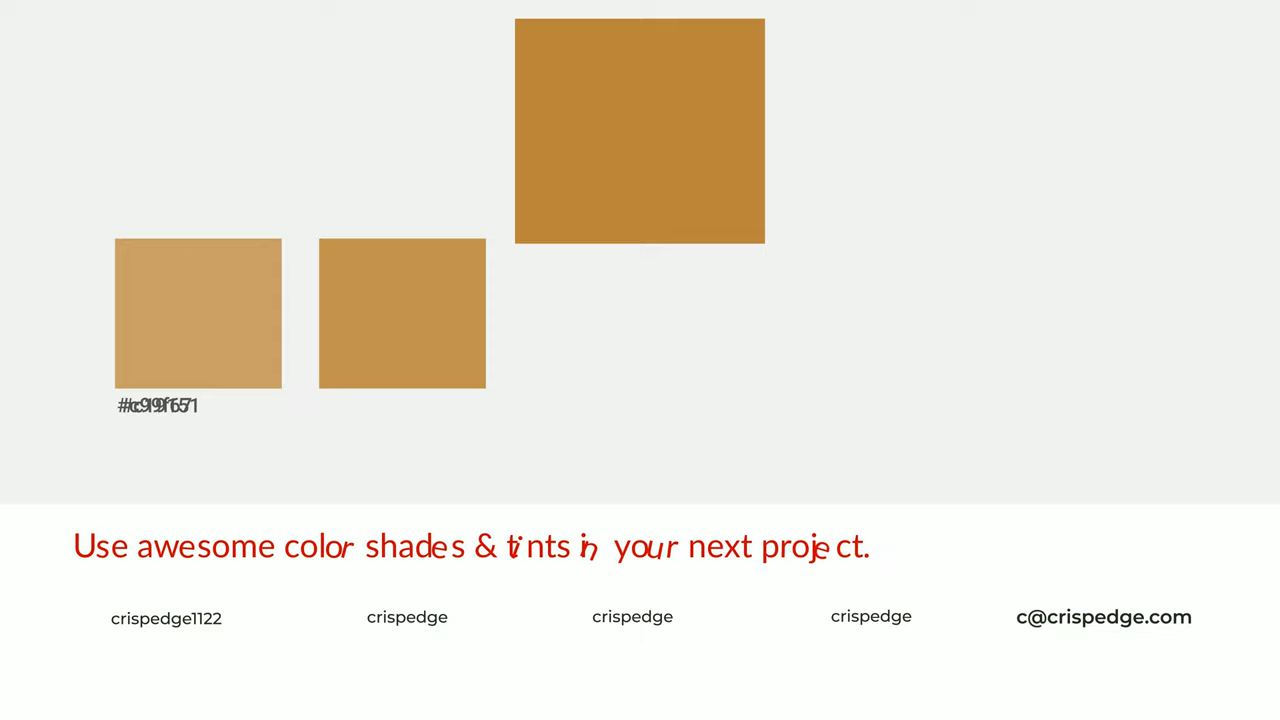 Use awesome color shades & tints in your next project.
crispedge1122 crispedge crispedge crispedge c@crispedge.com